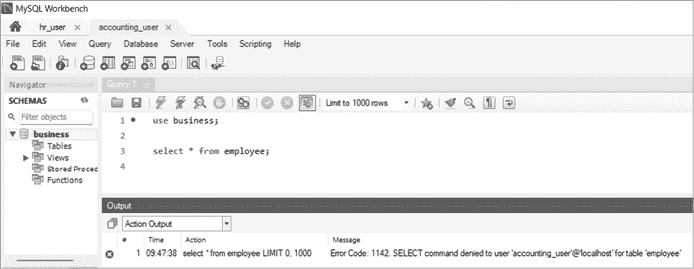 MySQL Workbench
hr_user × accounting_user ×
File Edit View Query Database Server Tools Scripting Help
Navigator
Query 1
SCHEMAS
Filter objects
Limit to 1000 rows
business
Tables
Views
Stored Proced
Functions
1 use business;
2
3 select * from employee;
4
Output
Action Output
# Time Action Message
1 09:47:38 select * from employee LIMIT 0, 1000 Error Code: 1142. SELECT command denied to user 'accounting_user'@'localhost' for table 'employee'